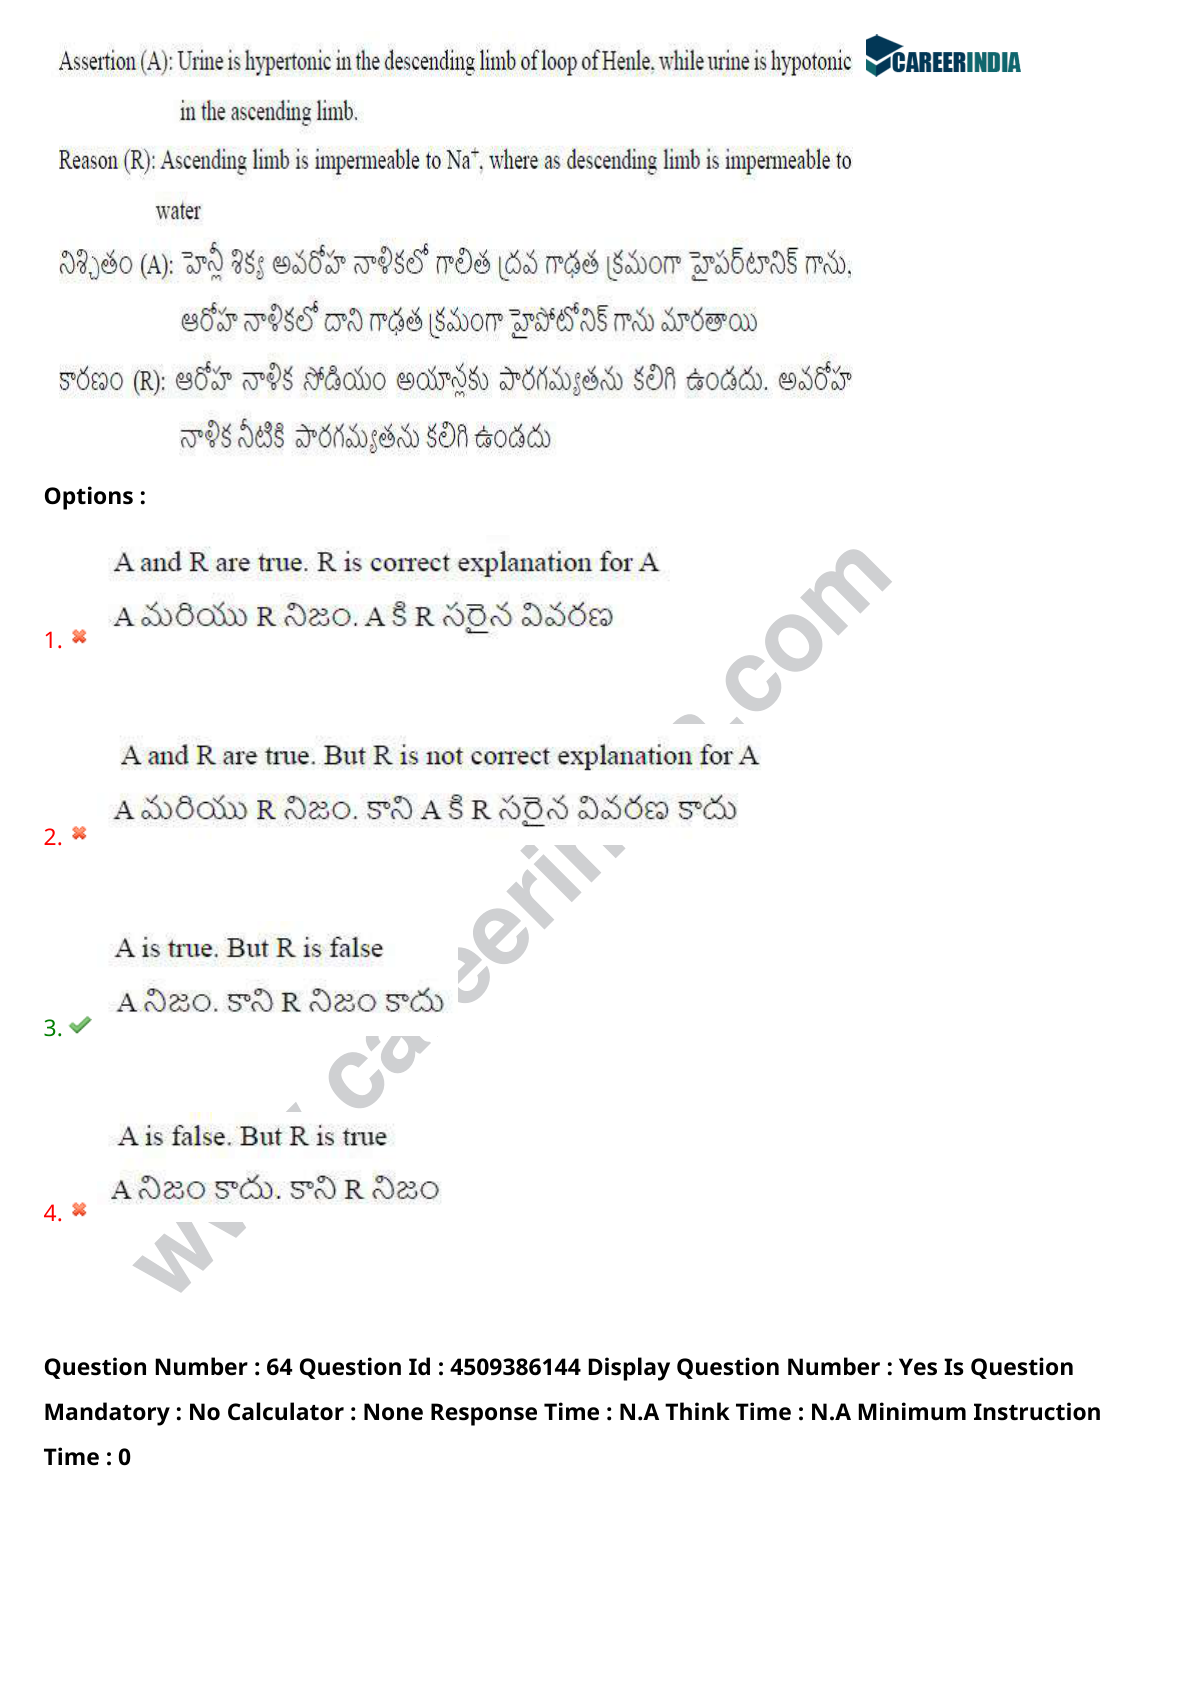 Assertion (A): Urine is hypertonic in the descending limb of loop of Henle, while urine is hypotonic
CAREERINDIA
in the ascending limb.
Reason (R): Ascending limb is impermeable to Na⁺, where as descending limb is impermeable to
water
నిశ్చితం (A): హెన్లీ శిక్య అవరోహ నాళికలో గాలిత ద్రవ గాఢత క్రమంగా హైపర్‌టానిక్ గాను,
ఆరోహ నాళికలో దాని గాఢత క్రమంగా హైపోటోనిక్ గాను మారతాయి
కారణం (R): ఆరోహ నాళిక సోడియం అయాన్లకు పారగమ్యతను కలిగి ఉండదు. అవరోహ
నాళిక నీటికి పారగమ్యతను కలిగి ఉండదు
Options :
A and R are true. R is correct explanation for A
A మరియు R నిజం. A కి R సరైన వివరణ
1.
A and R are true. But R is not correct explanation for A
A మరియు R నిజం. కాని A కి R సరైన వివరణ కాదు
2.
A is true. But R is false
A నిజం. కాని R నిజం కాదు
3.
A is false. But R is true
A నిజం కాదు. కాని R నిజం
4.
Question Number : 64 Question Id : 4509386144 Display Question Number : Yes Is Question
Mandatory : No Calculator : None Response Time : N.A Think Time : N.A Minimum Instruction
Time : 0